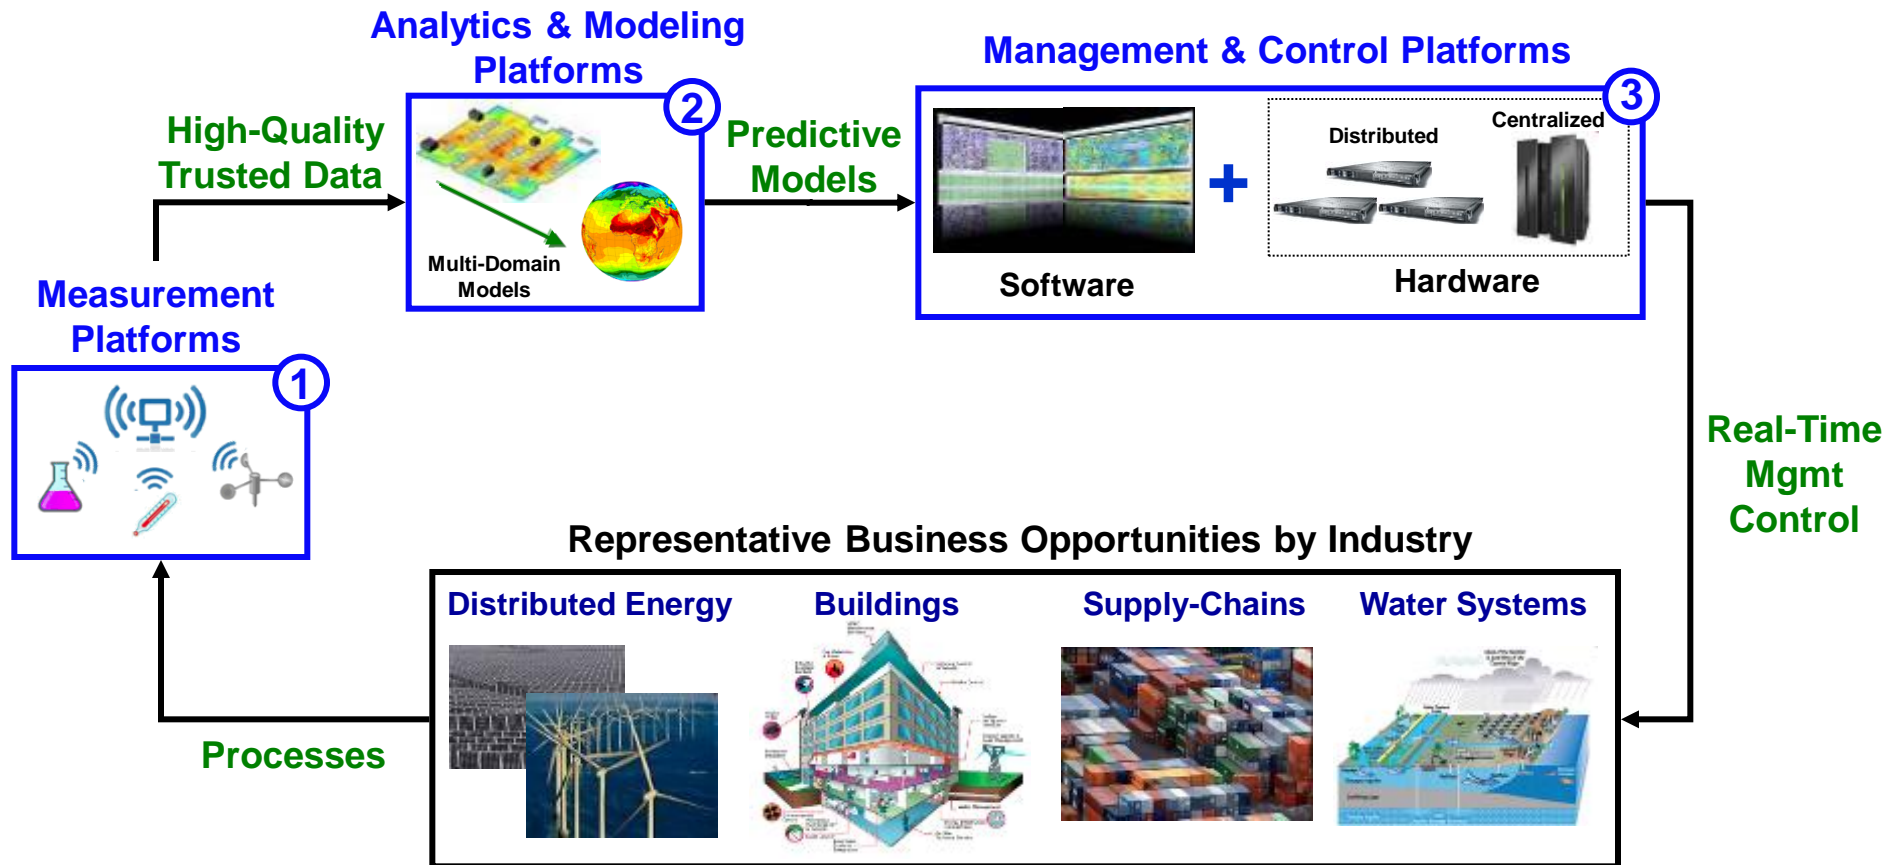 Analytics & Modeling
Platforms
2
Management & Control Platforms
3
High-Quality
Trusted Data
Predictive
Models
Multi-Domain
Models
Distributed
Centralized
+
Software
Hardware
Measurement
Platforms
1
Real-Time
Mgmt
Control
Representative Business Opportunities by Industry
Distributed Energy
Buildings
Supply-Chains
Water Systems
Processes